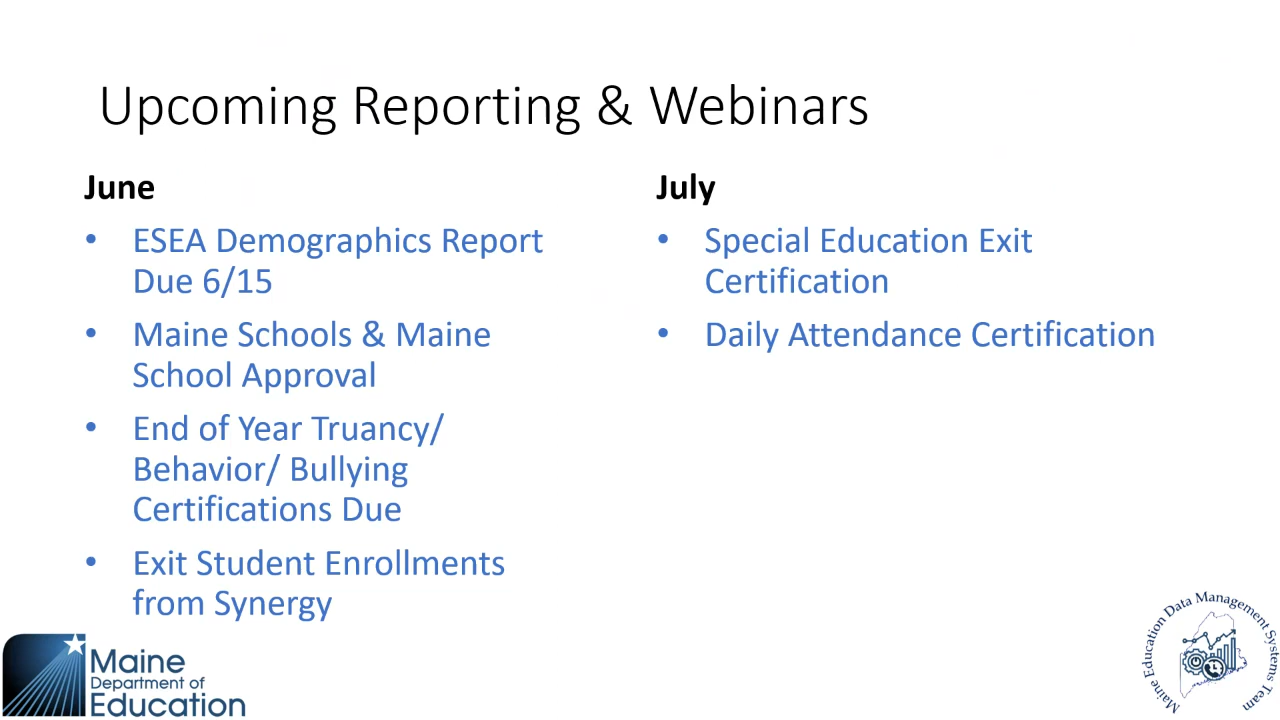 Upcoming Reporting & Webinars
June
• ESEA Demographics Report
Due 6/15
• Maine Schools & Maine
School Approval
• End of Year Truancy/
Behavior/ Bullying
Certifications Due
• Exit Student Enrollments
from Synergy
July
• Special Education Exit
Certification
• Daily Attendance Certification
Maine
Department of
Education
Maine Education Data Management Systems Team